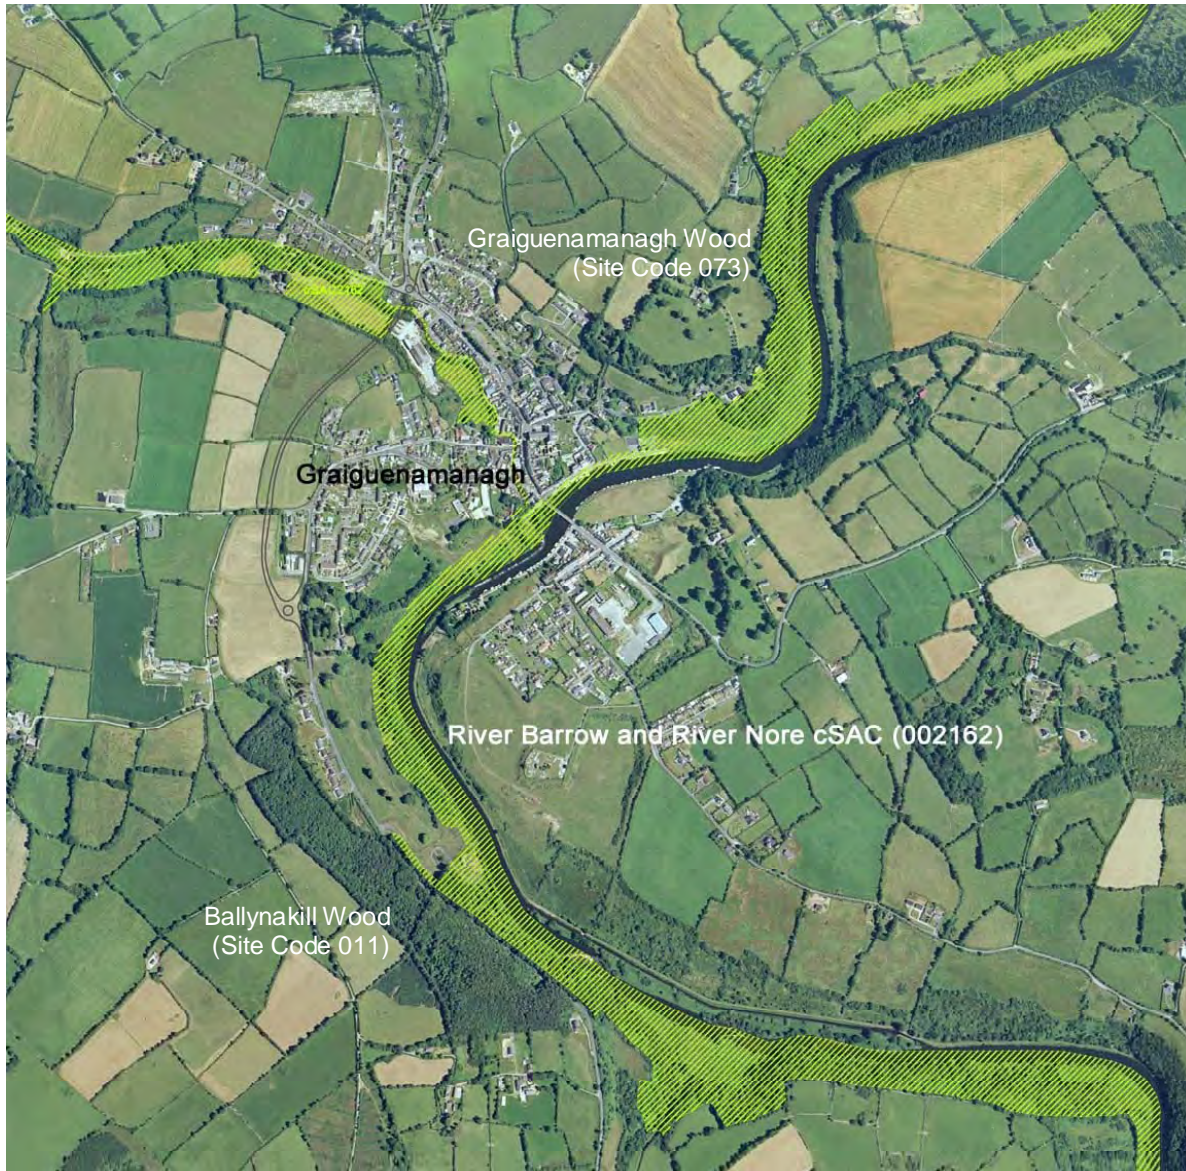 Graiguenamanagh Wood
(Site Code 073)
Graiguenamanagh
River Barrow and River Nore cSAC (002162)
Ballynakill Wood
(Site Code 011)